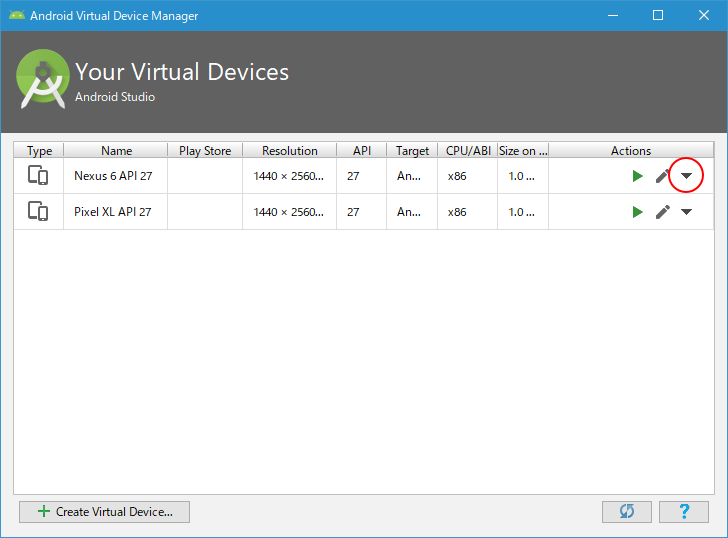 Android Virtual Device Manager
Your Virtual Devices
Android Studio
Type Name Play Store Resolution API Target CPU/ABI Size on ... Actions
Nexus 6 API 27 1440 × 2560... 27 An... x86 1.0 ...
Pixel XL API 27 1440 × 2560... 27 An... x86 1.0 ...
+ Create Virtual Device... ?